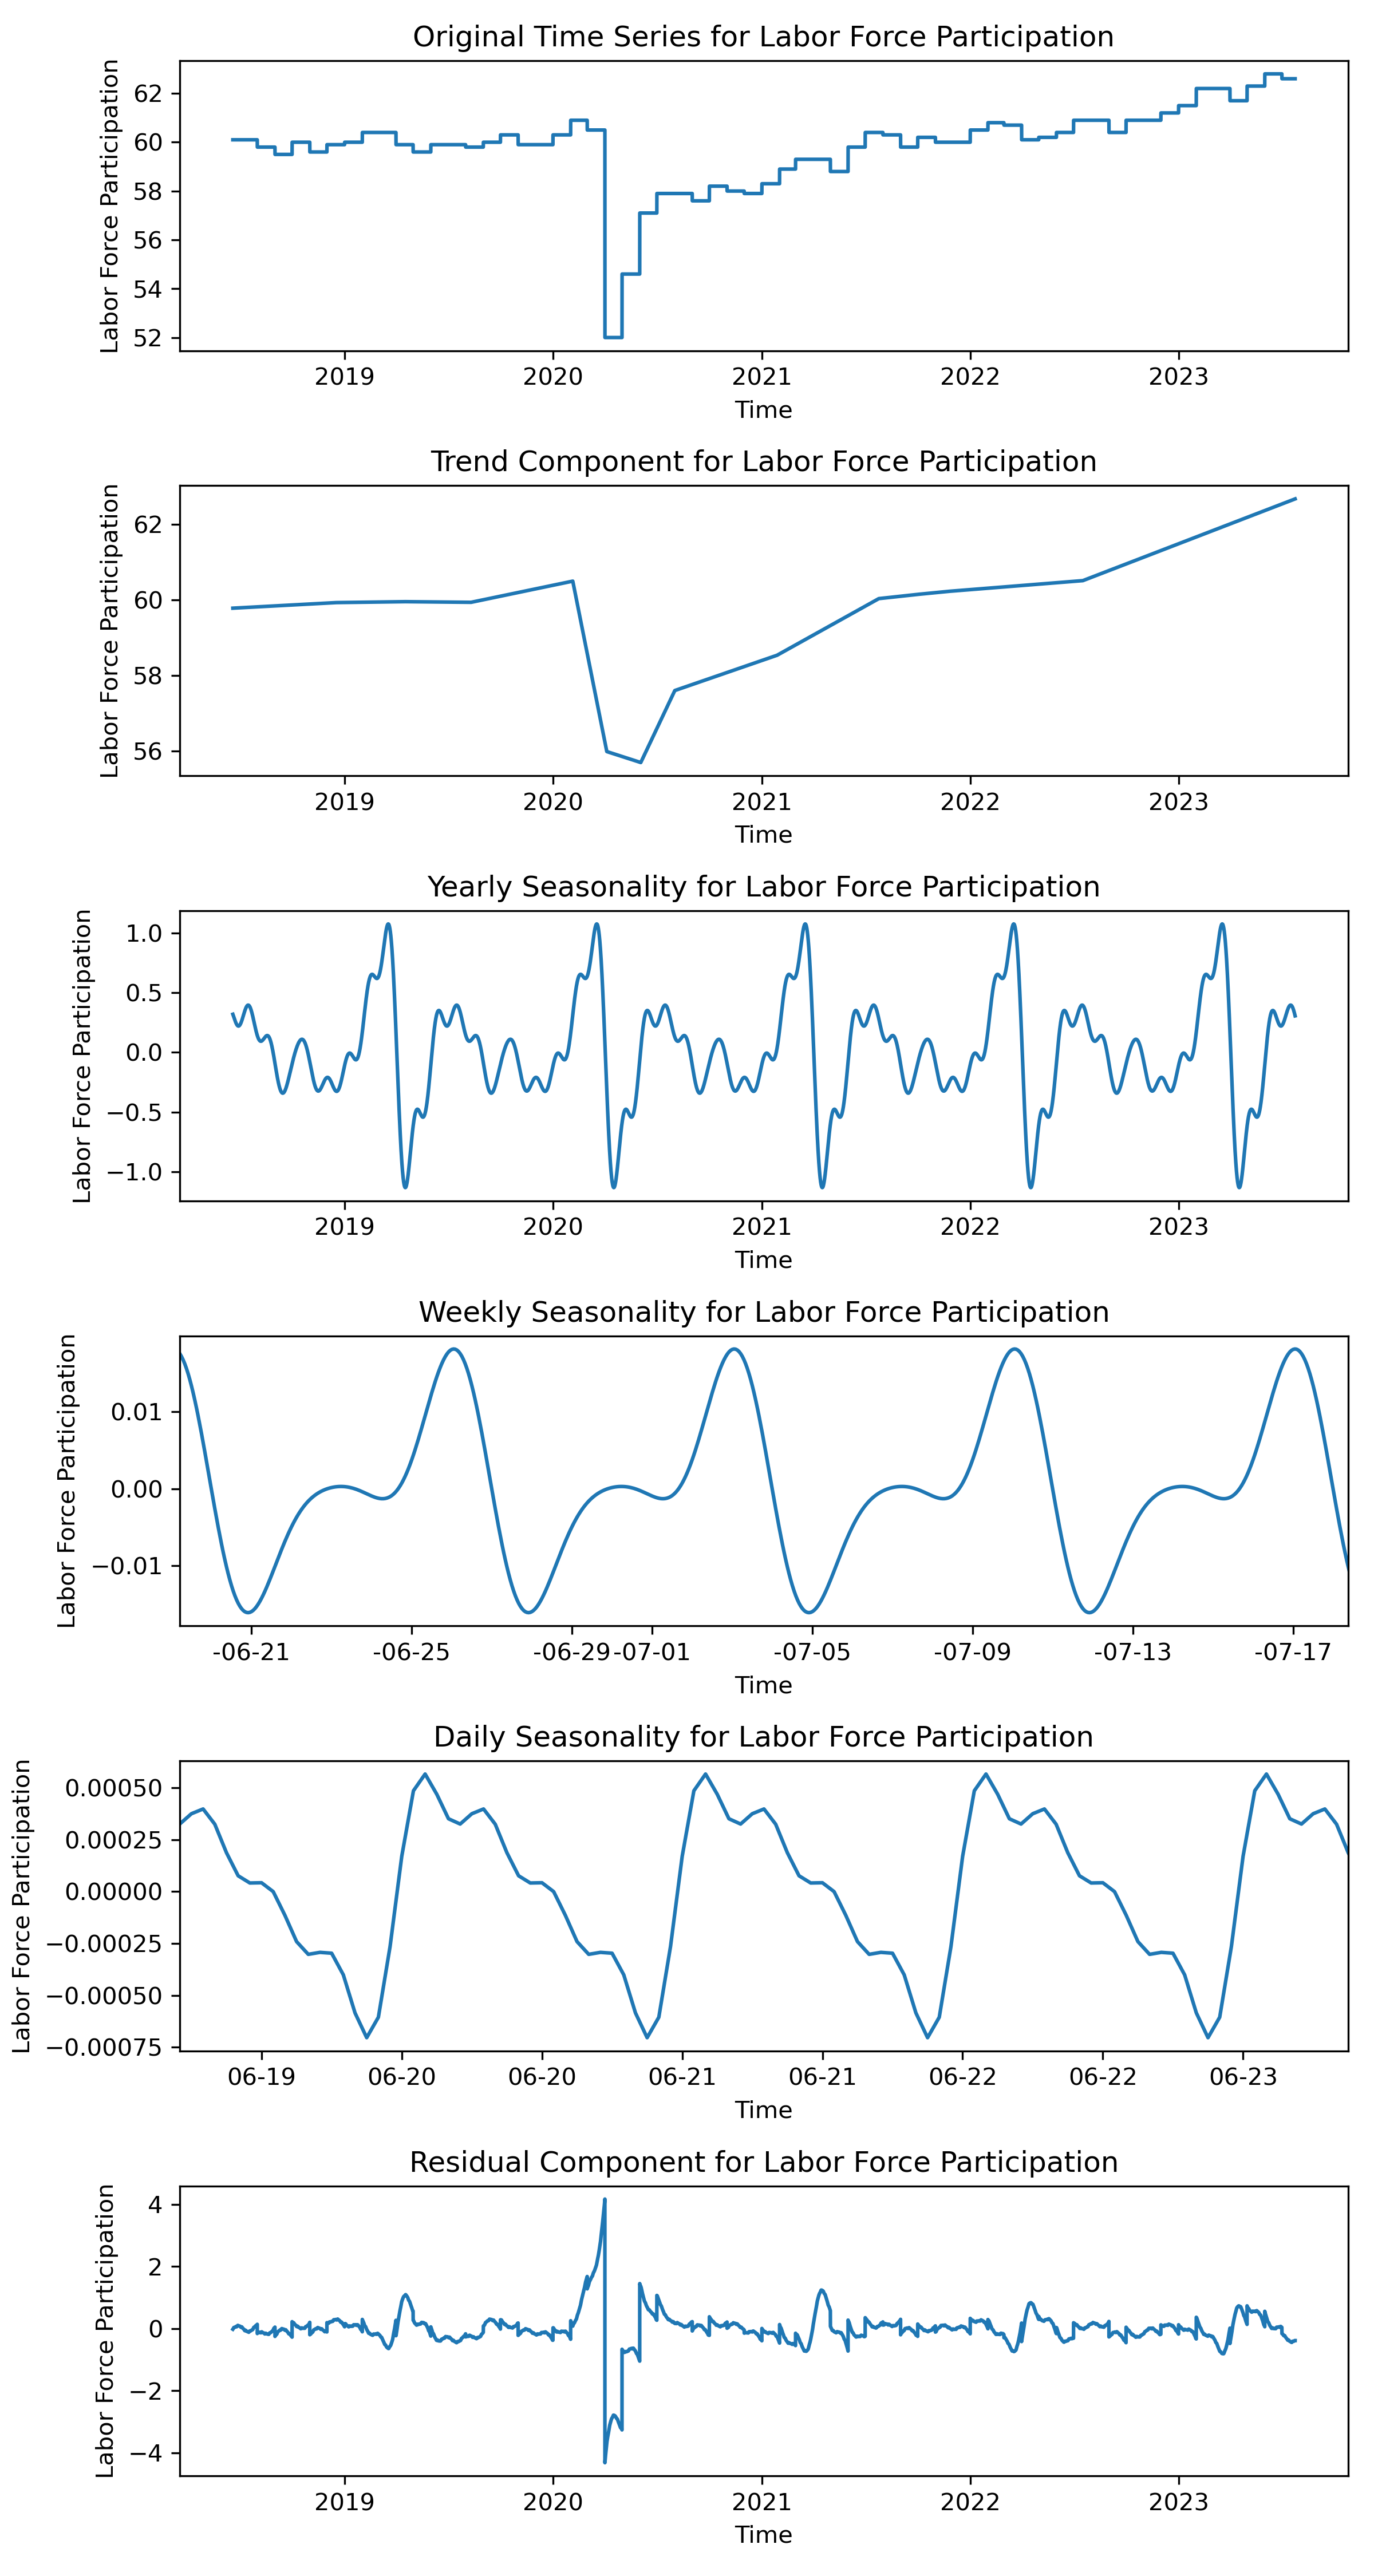 Original Time Series for Labor Force Participation
Labor Force Participation
62
60
58
56
54
52
2019 2020 2021 2022 2023
Time
Trend Component for Labor Force Participation
Labor Force Participation
62
60
58
56
2019 2020 2021 2022 2023
Time
Yearly Seasonality for Labor Force Participation
Labor Force Participation
1.0
0.5
0.0
−0.5
−1.0
2019 2020 2021 2022 2023
Time
Weekly Seasonality for Labor Force Participation
Labor Force Participation
0.01
0.00
−0.01
-06-21 -06-25 -06-29 -07-01 -07-05 -07-09 -07-13 -07-17
Time
Daily Seasonality for Labor Force Participation
Labor Force Participation
0.00050
0.00025
0.00000
−0.00025
−0.00050
−0.00075
06-19 06-20 06-20 06-21 06-21 06-22 06-22 06-23
Time
Residual Component for Labor Force Participation
Labor Force Participation
4
2
0
−2
−4
2019 2020 2021 2022 2023
Time